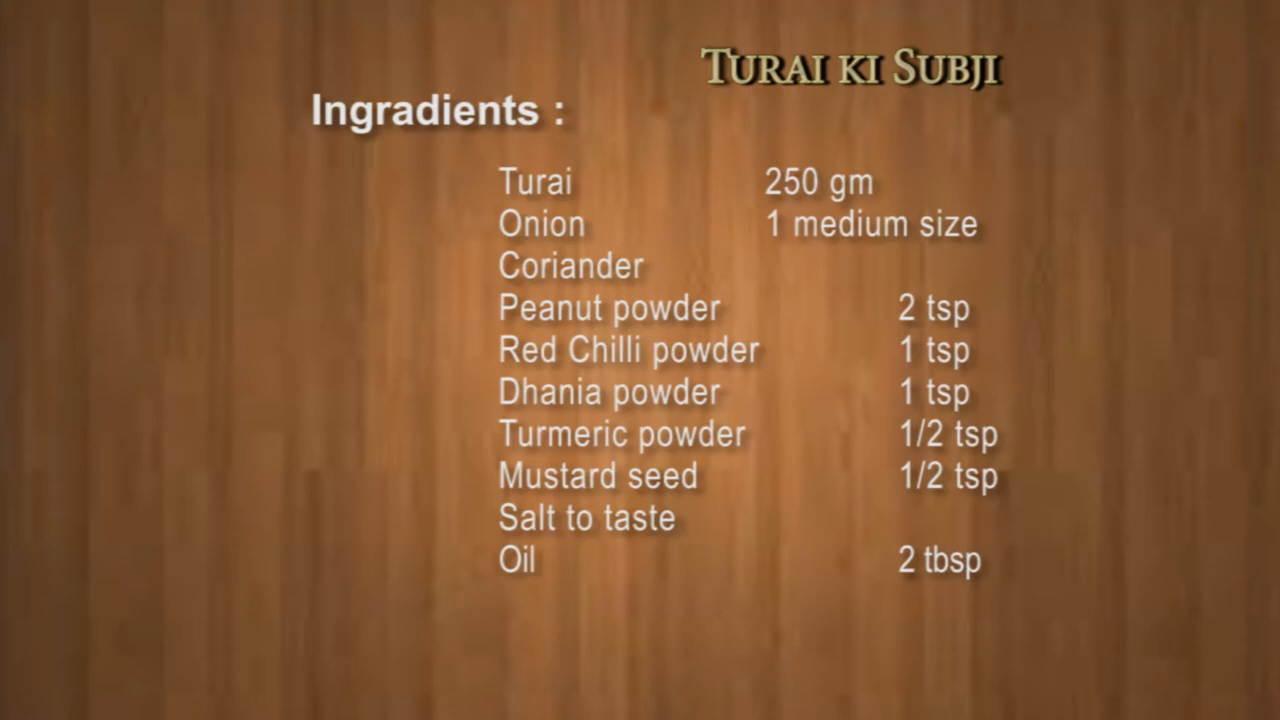 Turai ki Subji
Ingradients :
Turai 250 gm
Onion 1 medium size
Coriander
Peanut powder 2 tsp
Red Chilli powder 1 tsp
Dhania powder 1 tsp
Turmeric powder 1/2 tsp
Mustard seed 1/2 tsp
Salt to taste
Oil 2 tbsp